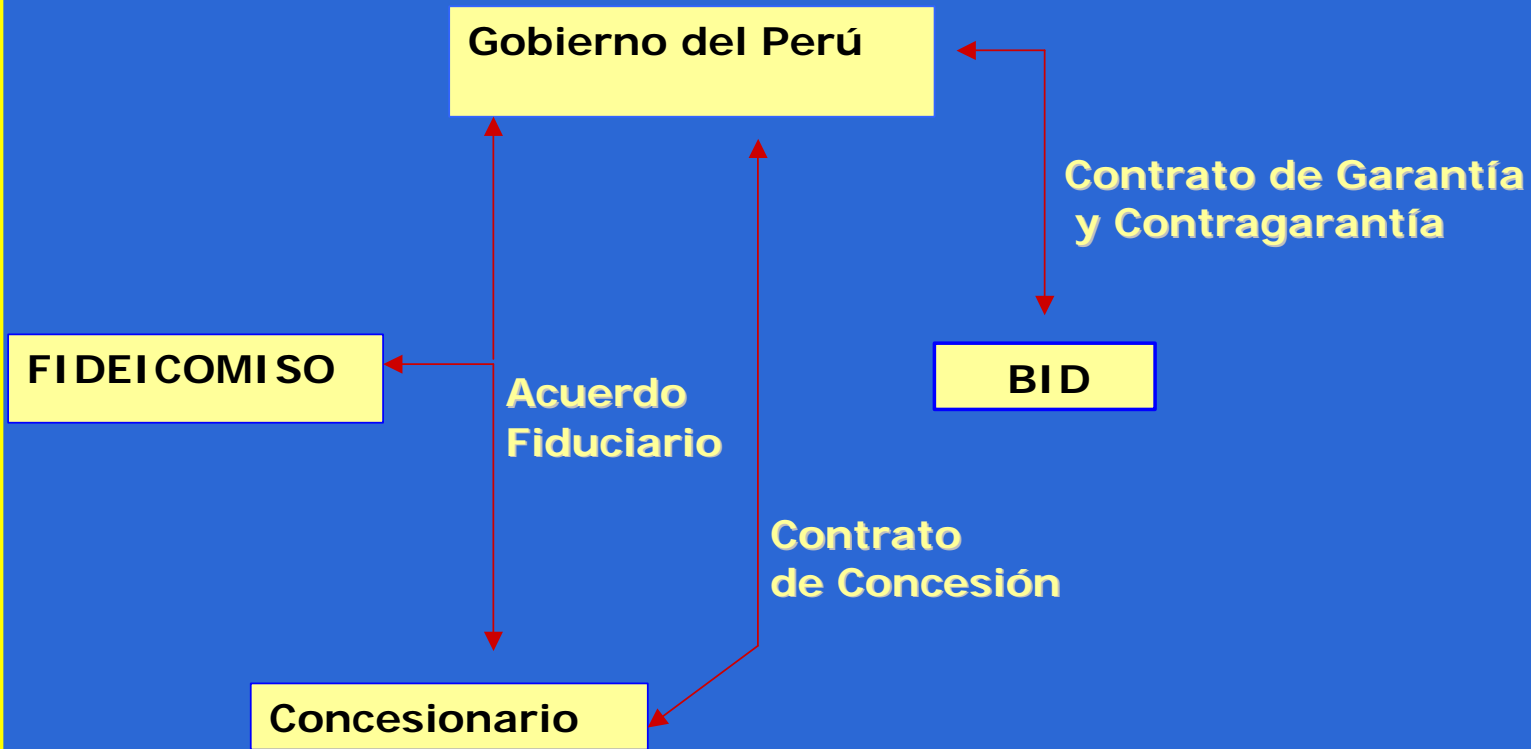 Gobierno del Perú
Contrato de Garantía
y Contragarantía
FIDEICOMISO
BID
Acuerdo
Fiduciario
Contrato
de Concesión
Concesionario